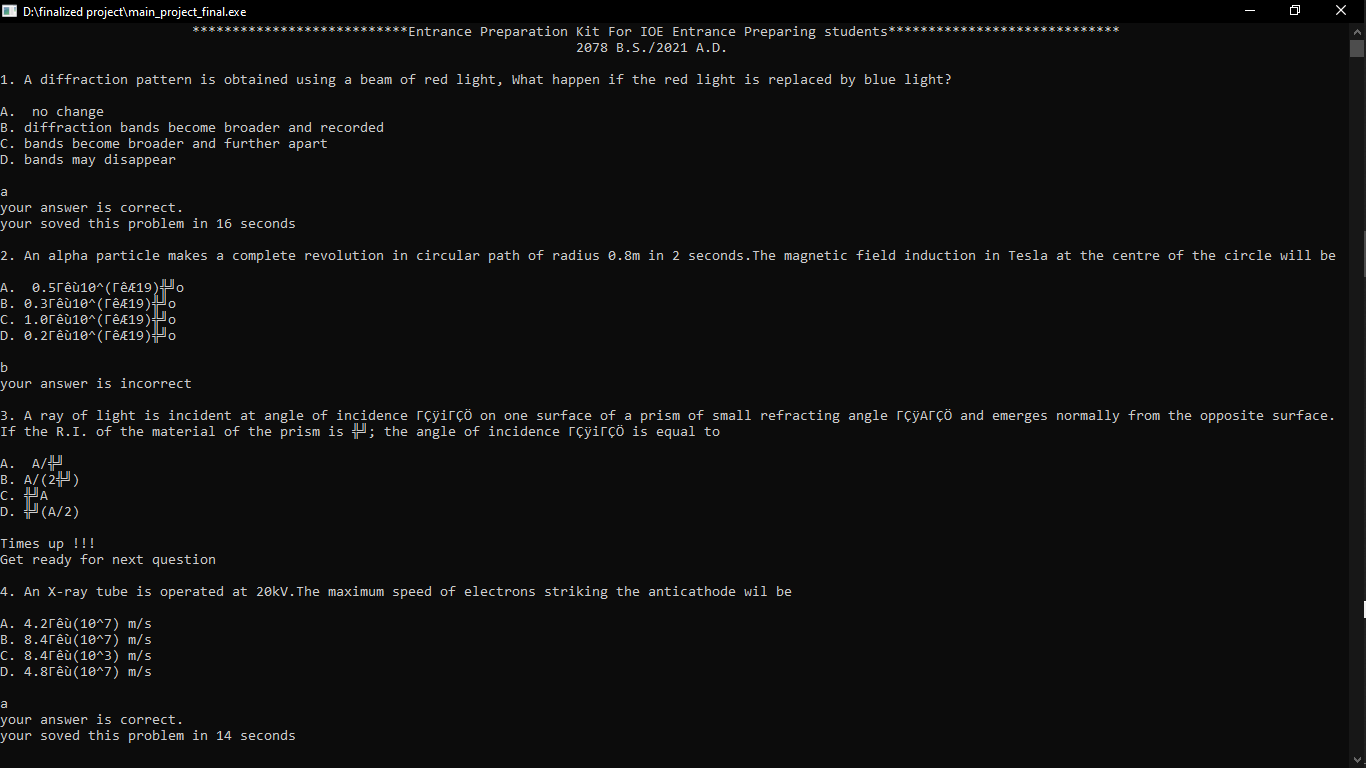 D:\finalized project\main_project_final.exe
***************************Entrance Preparation Kit For IOE Entrance Preparing students*****************************
2078 B.S./2021 A.D.
1. A diffraction pattern is obtained using a beam of red light, What happen if the red light is replaced by blue light?
A.  no change
B. diffraction bands become broader and recorded
C. bands become broader and further apart
D. bands may disappear
a
your answer is correct.
your soved this problem in 16 seconds
2. An alpha particle makes a complete revolution in circular path of radius 0.8m in 2 seconds.The magnetic field induction in Tesla at the centre of the circle will be
A.  0.5Γêù10^(ΓêÆ19)╬╝o
B. 0.3Γêù10^(ΓêÆ19)╬╝o
C. 1.0Γêù10^(ΓêÆ19)╬╝o
D. 0.2Γêù10^(ΓêÆ19)╬╝o
b
your answer is incorrect
3. A ray of light is incident at angle of incidence ΓÇÿiΓÇÖ on one surface of a prism of small refracting angle ΓÇÿAΓÇÖ and emerges normally from the opposite surface.
If the R.I. of the material of the prism is ╬╝; the angle of incidence ΓÇÿiΓÇÖ is equal to
A.  A/╬╝
B. A/(2╬╝)
C. ╬╝A
D. ╬╝(A/2)
Times up !!!
Get ready for next question
4. An X-ray tube is operated at 20kV.The maximum speed of electrons striking the anticathode wil be
A. 4.2Γêù(10^7) m/s
B. 8.4Γêù(10^7) m/s
C. 8.4Γêù(10^3) m/s
D. 4.8Γêù(10^7) m/s
a
your answer is correct.
your soved this problem in 14 seconds